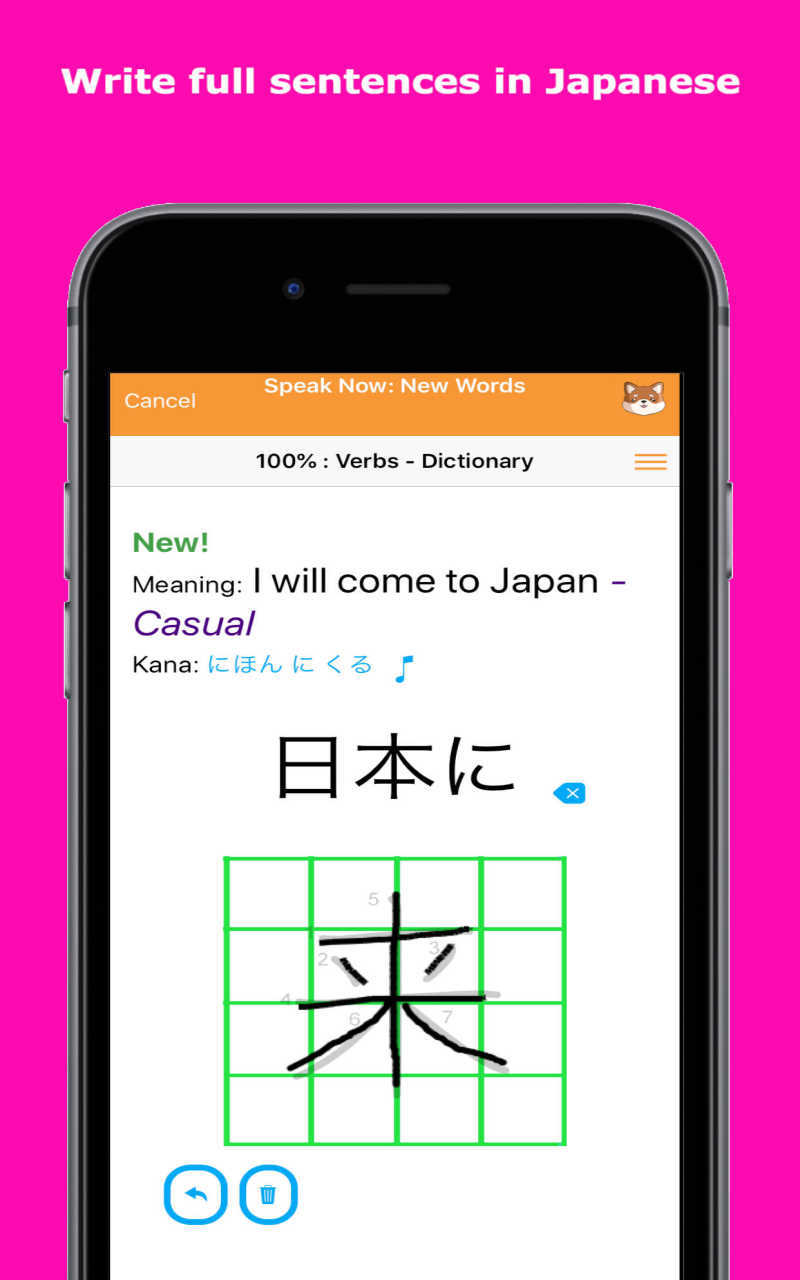 Write full sentences in Japanese
Speak Now: New Words
Cancel
100% : Verbs - Dictionary
New!
Meaning: I will come to Japan -
Casual
Kana: にほん に くる
日本に
来
5
2 3
4
6 7